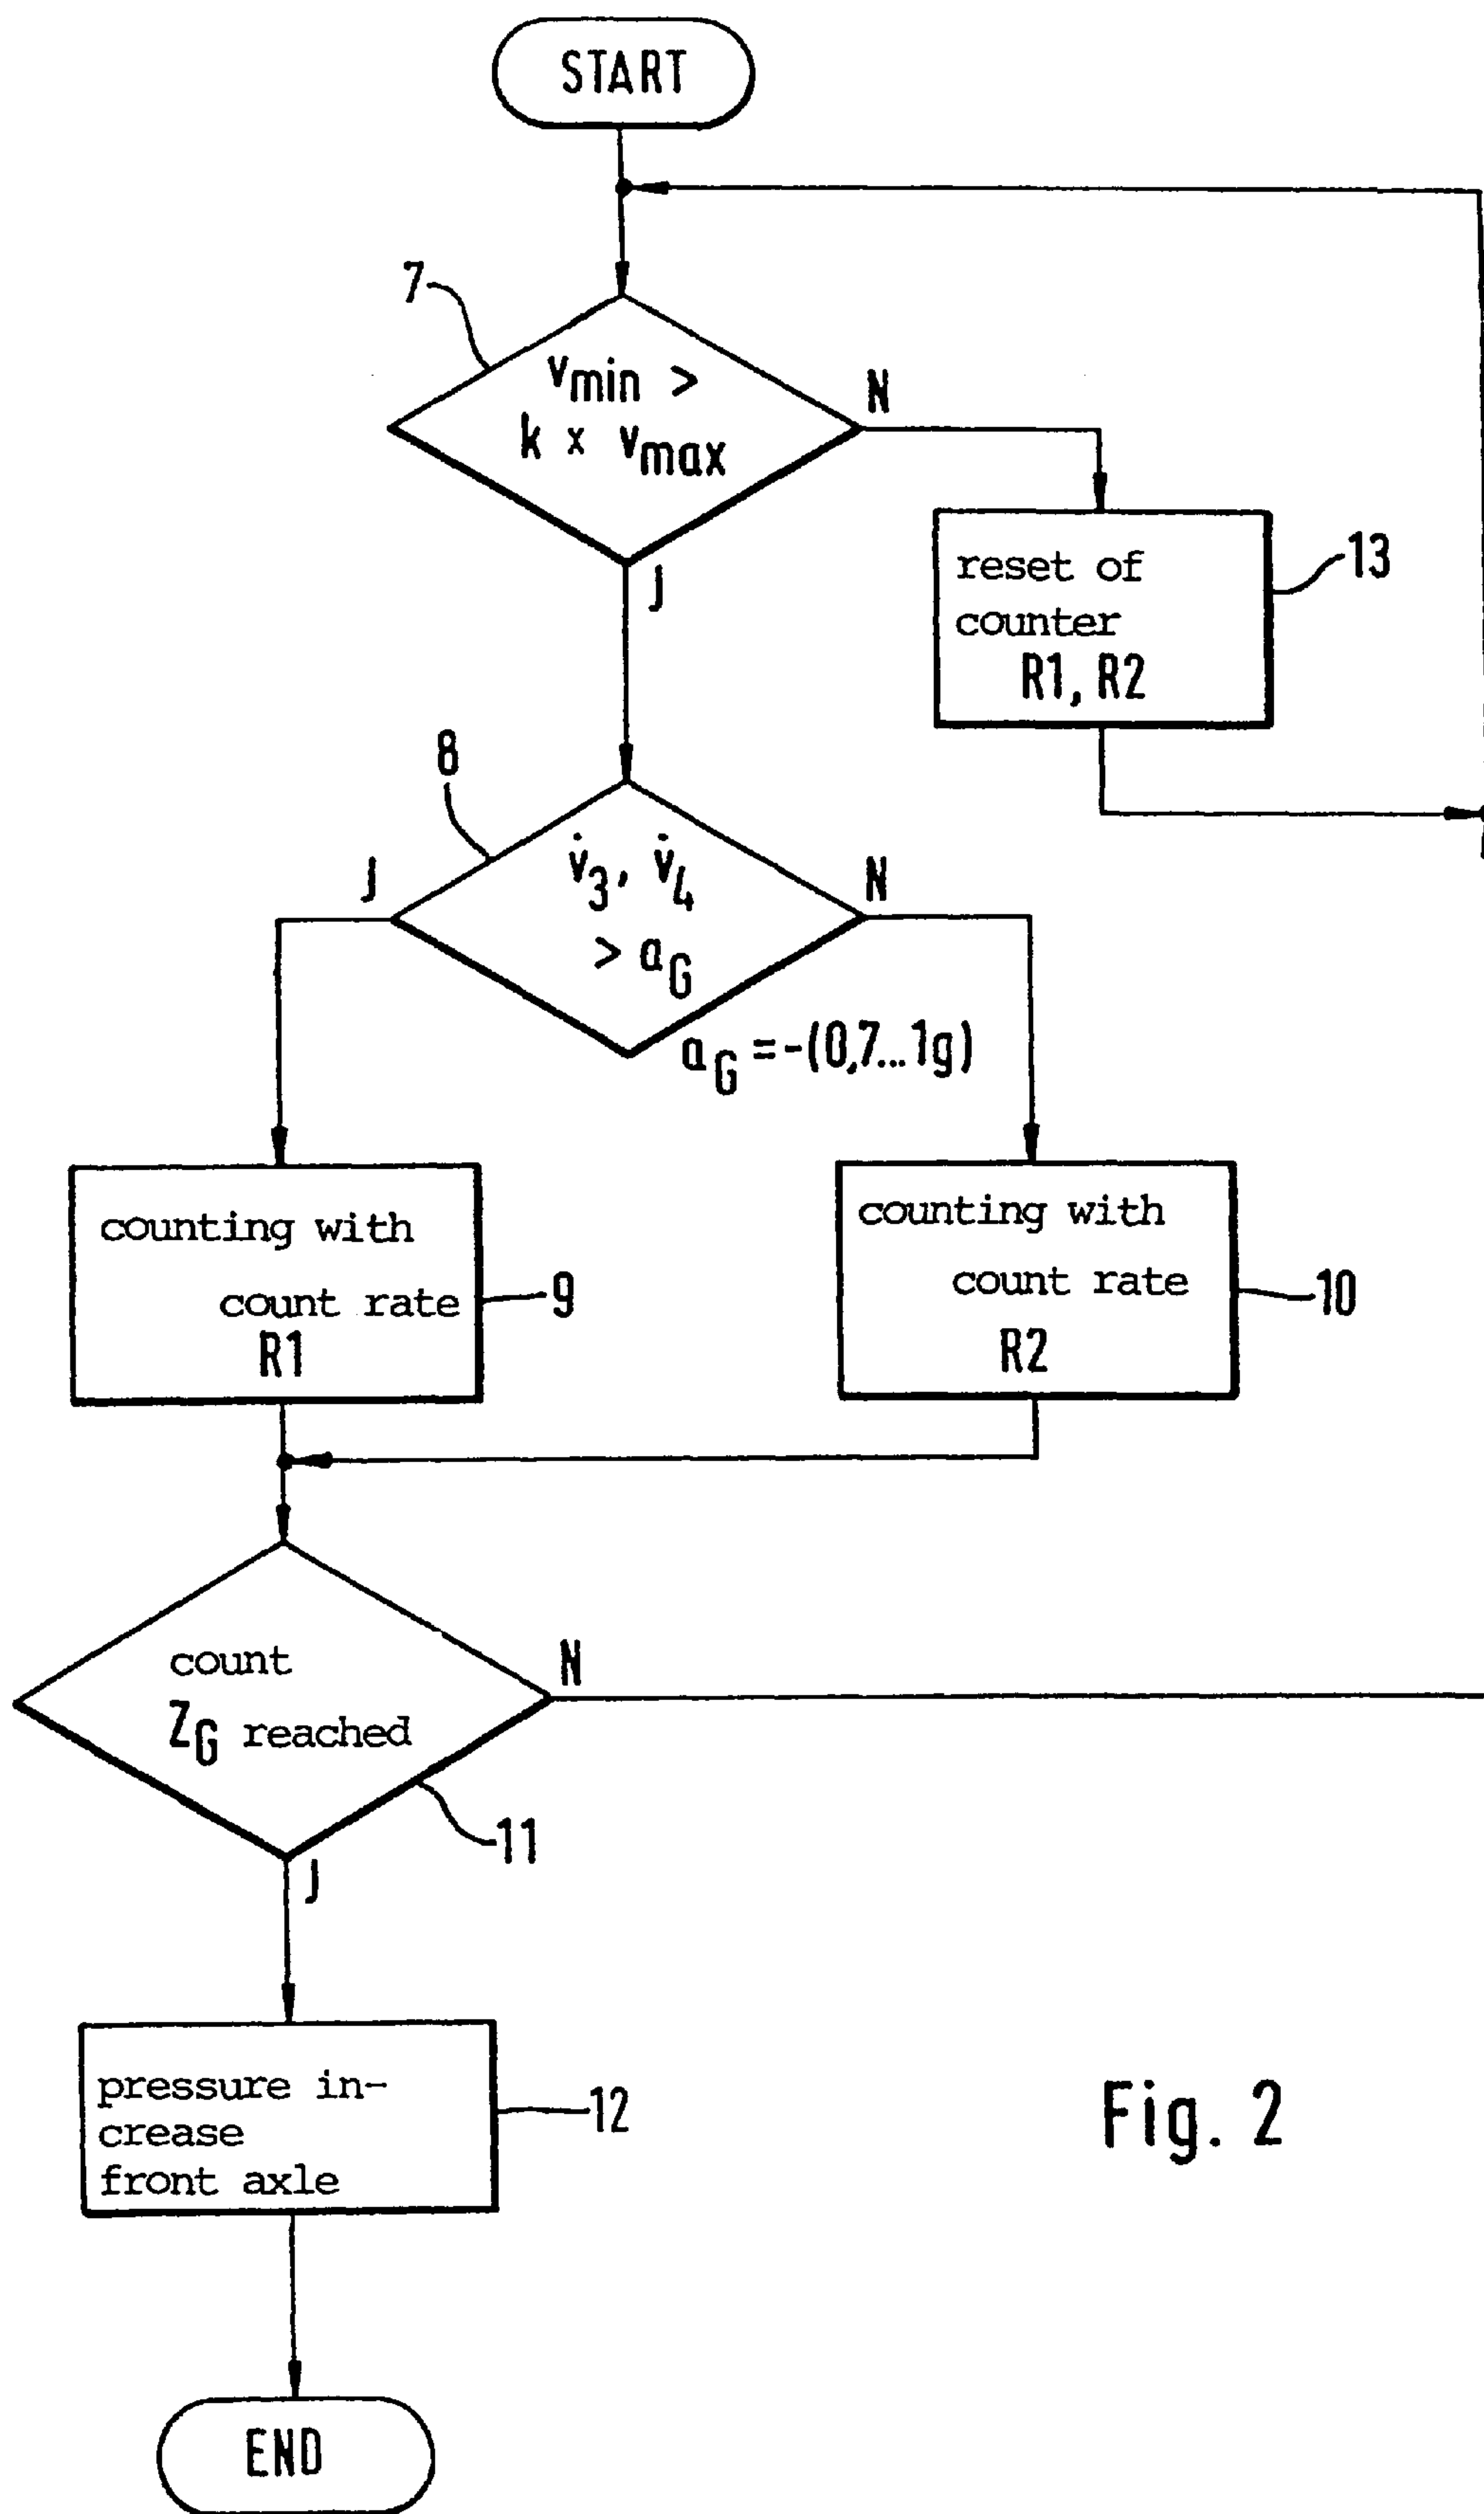 START
7
vmin >
k x vmax
N
J
reset of
counter
R1, R2
13
8
J
v̇3, v̇4
> aG
N
aG = -(0,7...1g)
counting with
count rate
R1
9
counting with
count rate
R2
10
count
ZG reached
N
11
J
pressure in-
crease
front axle
12
Fig. 2
END